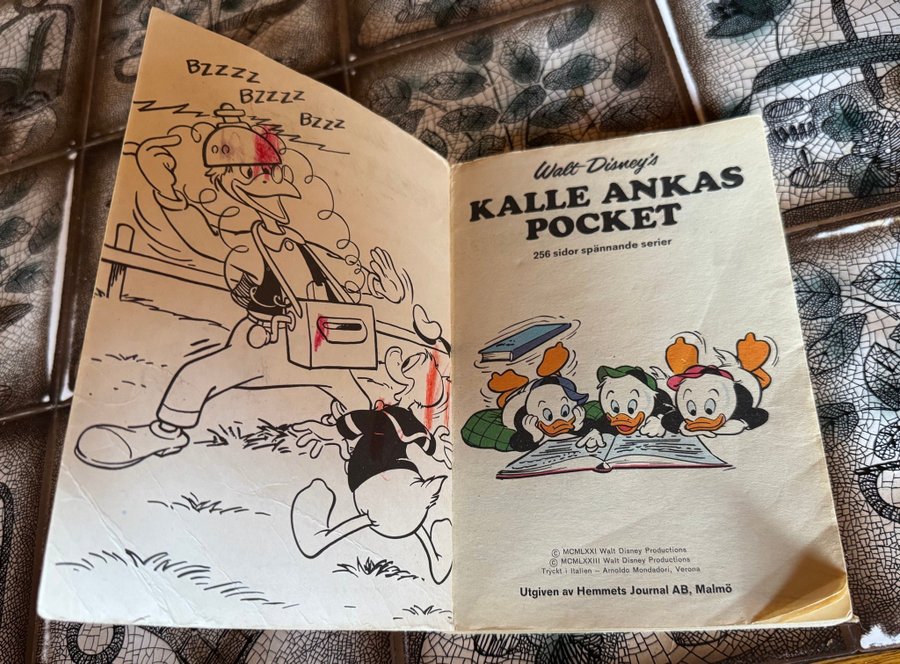 BZZZZ
BZZZZ
BZZZ
Walt Disney's
KALLE ANKAS
POCKET
256 sidor spännande serier
© MCMLXXI Walt Disney Productions
© MCMLXXIII Walt Disney Productions
Tryckt i Italien – Arnoldo Mondadori, Verona
Utgiven av Hemmets Journal AB, Malmö